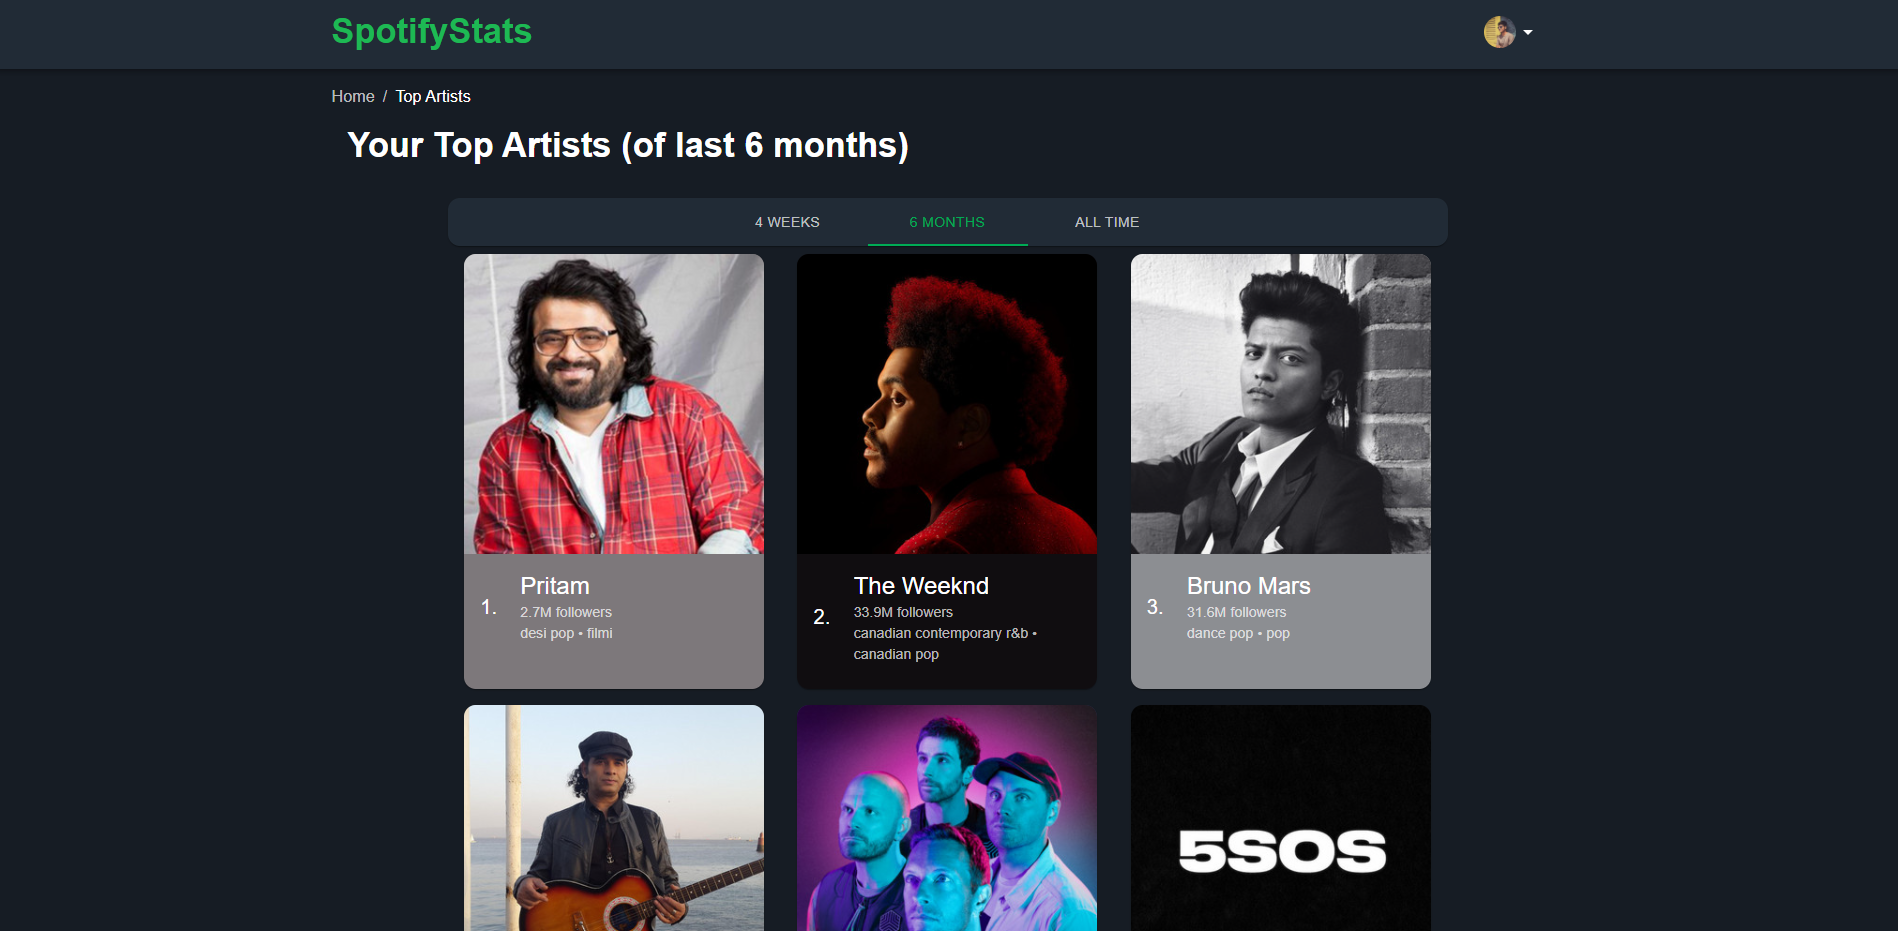 SpotifyStats
Home / Top Artists
Your Top Artists (of last 6 months)
4 WEEKS
6 MONTHS
ALL TIME
1.
Pritam
2.7M followers
desi pop • filmi
2.
The Weeknd
33.9M followers
canadian contemporary r&b •
canadian pop
3.
Bruno Mars
31.6M followers
dance pop • pop
5SOS